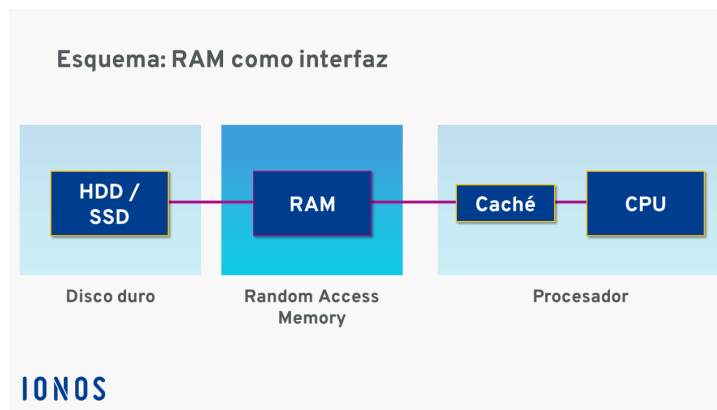 Esquema: RAM como interfaz
HDD /
SSD
RAM
Caché
CPU
Disco duro
Random Access
Memory
Procesador
IONOS